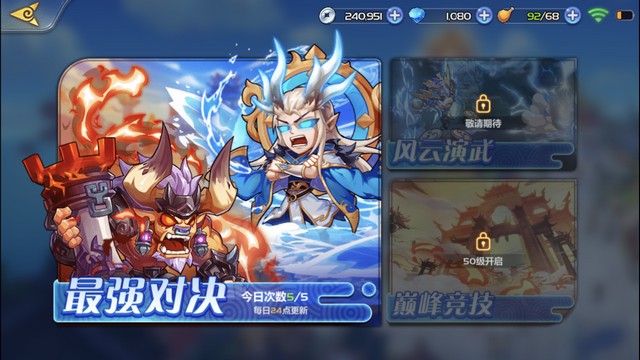 240,951
1,080
92/68
最强对决
今日次数5/5
每日24点更新
敬请期待
风云演武
50级开启
巅峰竞技